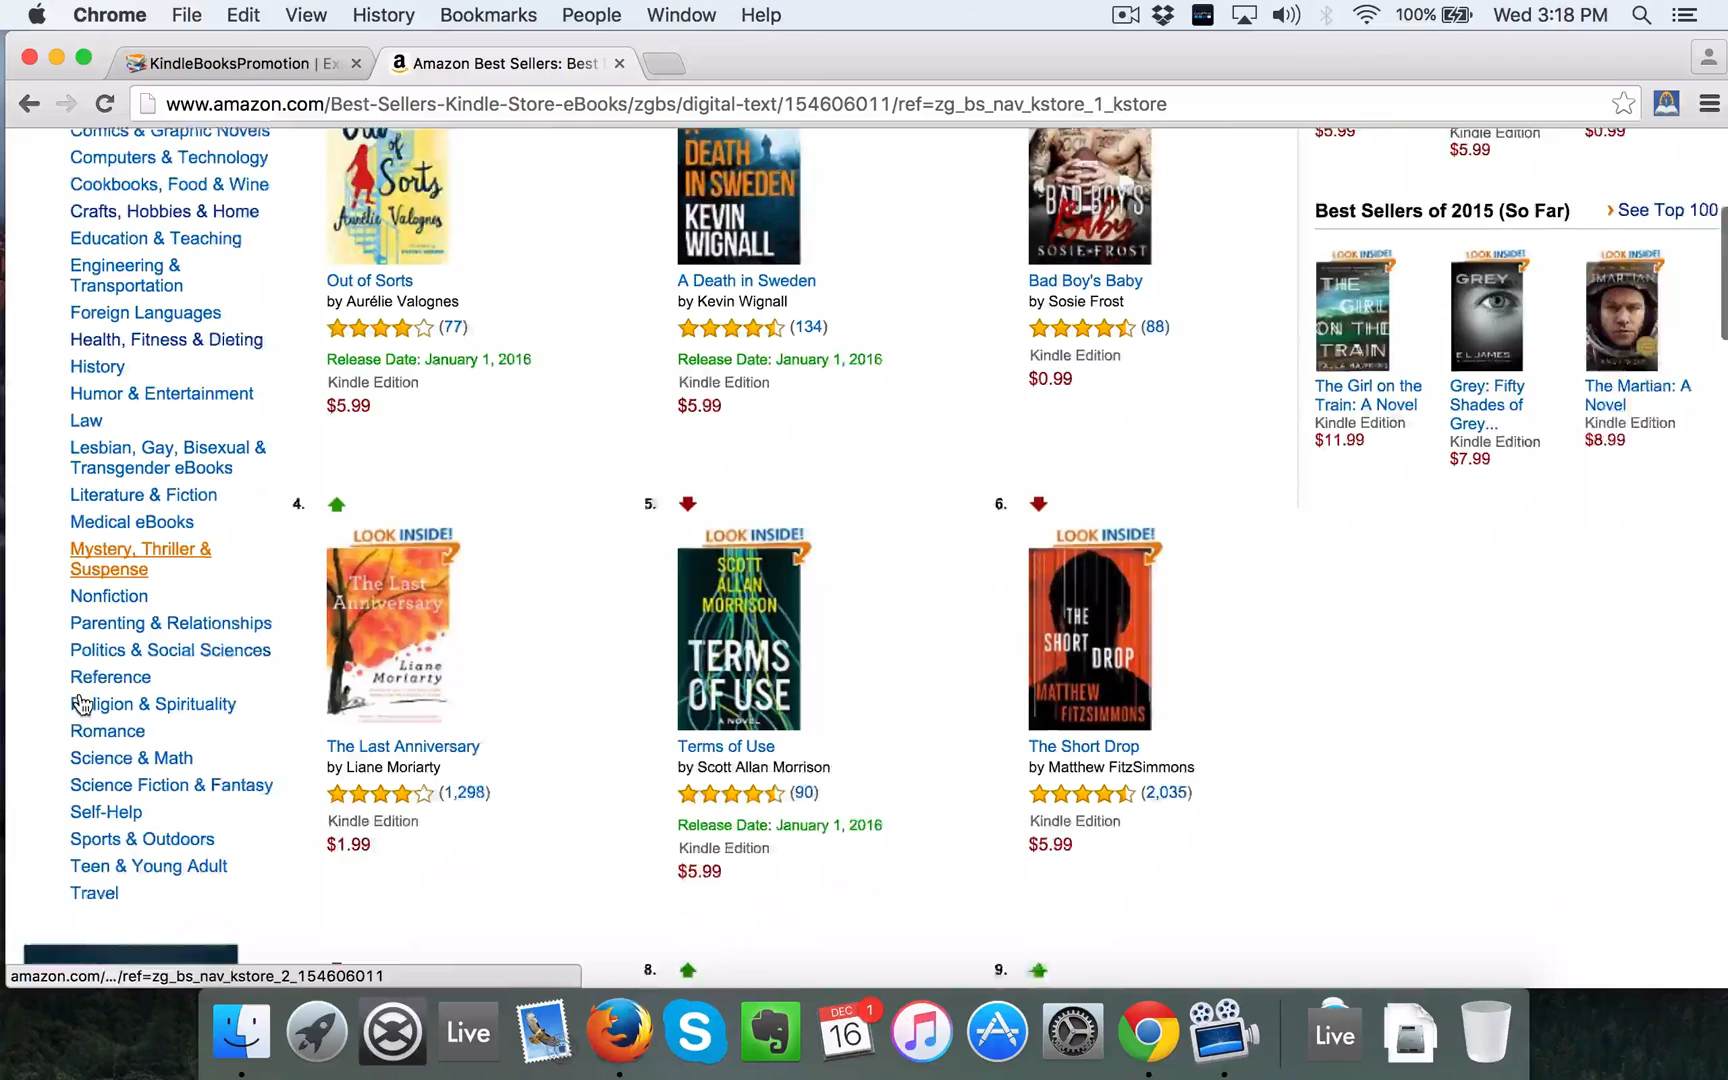 Chrome File Edit View History Bookmarks People Window Help 100% Wed 3:18 PM
KindleBooksPromotion | Ex
Amazon Best Sellers: Best
www.amazon.com/Best-Sellers-Kindle-Store-eBooks/zgbs/digital-text/154606011/ref=zg_bs_nav_kstore_1_kstore
Comics & Graphic Novels
Computers & Technology
Cookbooks, Food & Wine
Crafts, Hobbies & Home
Education & Teaching
Engineering &
Transportation
Foreign Languages
Health, Fitness & Dieting
History
Humor & Entertainment
Law
Lesbian, Gay, Bisexual &
Transgender eBooks
Literature & Fiction
Medical eBooks
Mystery, Thriller &
Suspense
Nonfiction
Parenting & Relationships
Politics & Social Sciences
Reference
Religion & Spirituality
Romance
Science & Math
Science Fiction & Fantasy
Self-Help
Sports & Outdoors
Teen & Young Adult
Travel
Out of
Sorts
Aurélie Valognes
Out of Sorts
by Aurélie Valognes
(77)
Release Date: January 1, 2016
Kindle Edition
$5.99
A
DEATH
IN SWEDEN
KEVIN
WIGNALL
A Death in Sweden
by Kevin Wignall
(134)
Release Date: January 1, 2016
Kindle Edition
$5.99
BAD BOY'S
Baby
SOSIE FROST
Bad Boy's Baby
by Sosie Frost
(88)
Kindle Edition
$0.99
4.
LOOK INSIDE!
The Last
Anniversary
Liane
Moriarty
The Last Anniversary
by Liane Moriarty
(1,298)
Kindle Edition
$1.99
5.
LOOK INSIDE!
SCOTT
ALLAN
MORRISON
TERMS
OF USE
A NOVEL
Terms of Use
by Scott Allan Morrison
(90)
Release Date: January 1, 2016
Kindle Edition
$5.99
6.
LOOK INSIDE!
THE
SHORT
DROP
MATTHEW
FITZSIMMONS
The Short Drop
by Matthew FitzSimmons
(2,035)
Kindle Edition
$5.99
8.
9.
$5.99
Kindle Edition
$5.99
$0.99
Best Sellers of 2015 (So Far)
See Top 100
LOOK INSIDE!
THE
GIRL
ON THE
TRAIN
PAULA HAWKINS
The Girl on the
Train: A Novel
Kindle Edition
$11.99
LOOK INSIDE!
GREY
E L JAMES
Grey: Fifty
Shades of
Grey...
Kindle Edition
$7.99
LOOK INSIDE!
MARTIAN
The Martian: A
Novel
Kindle Edition
$8.99
amazon.com/.../ref=zg_bs_nav_kstore_2_154606011
Live
DEC
16
1
Live